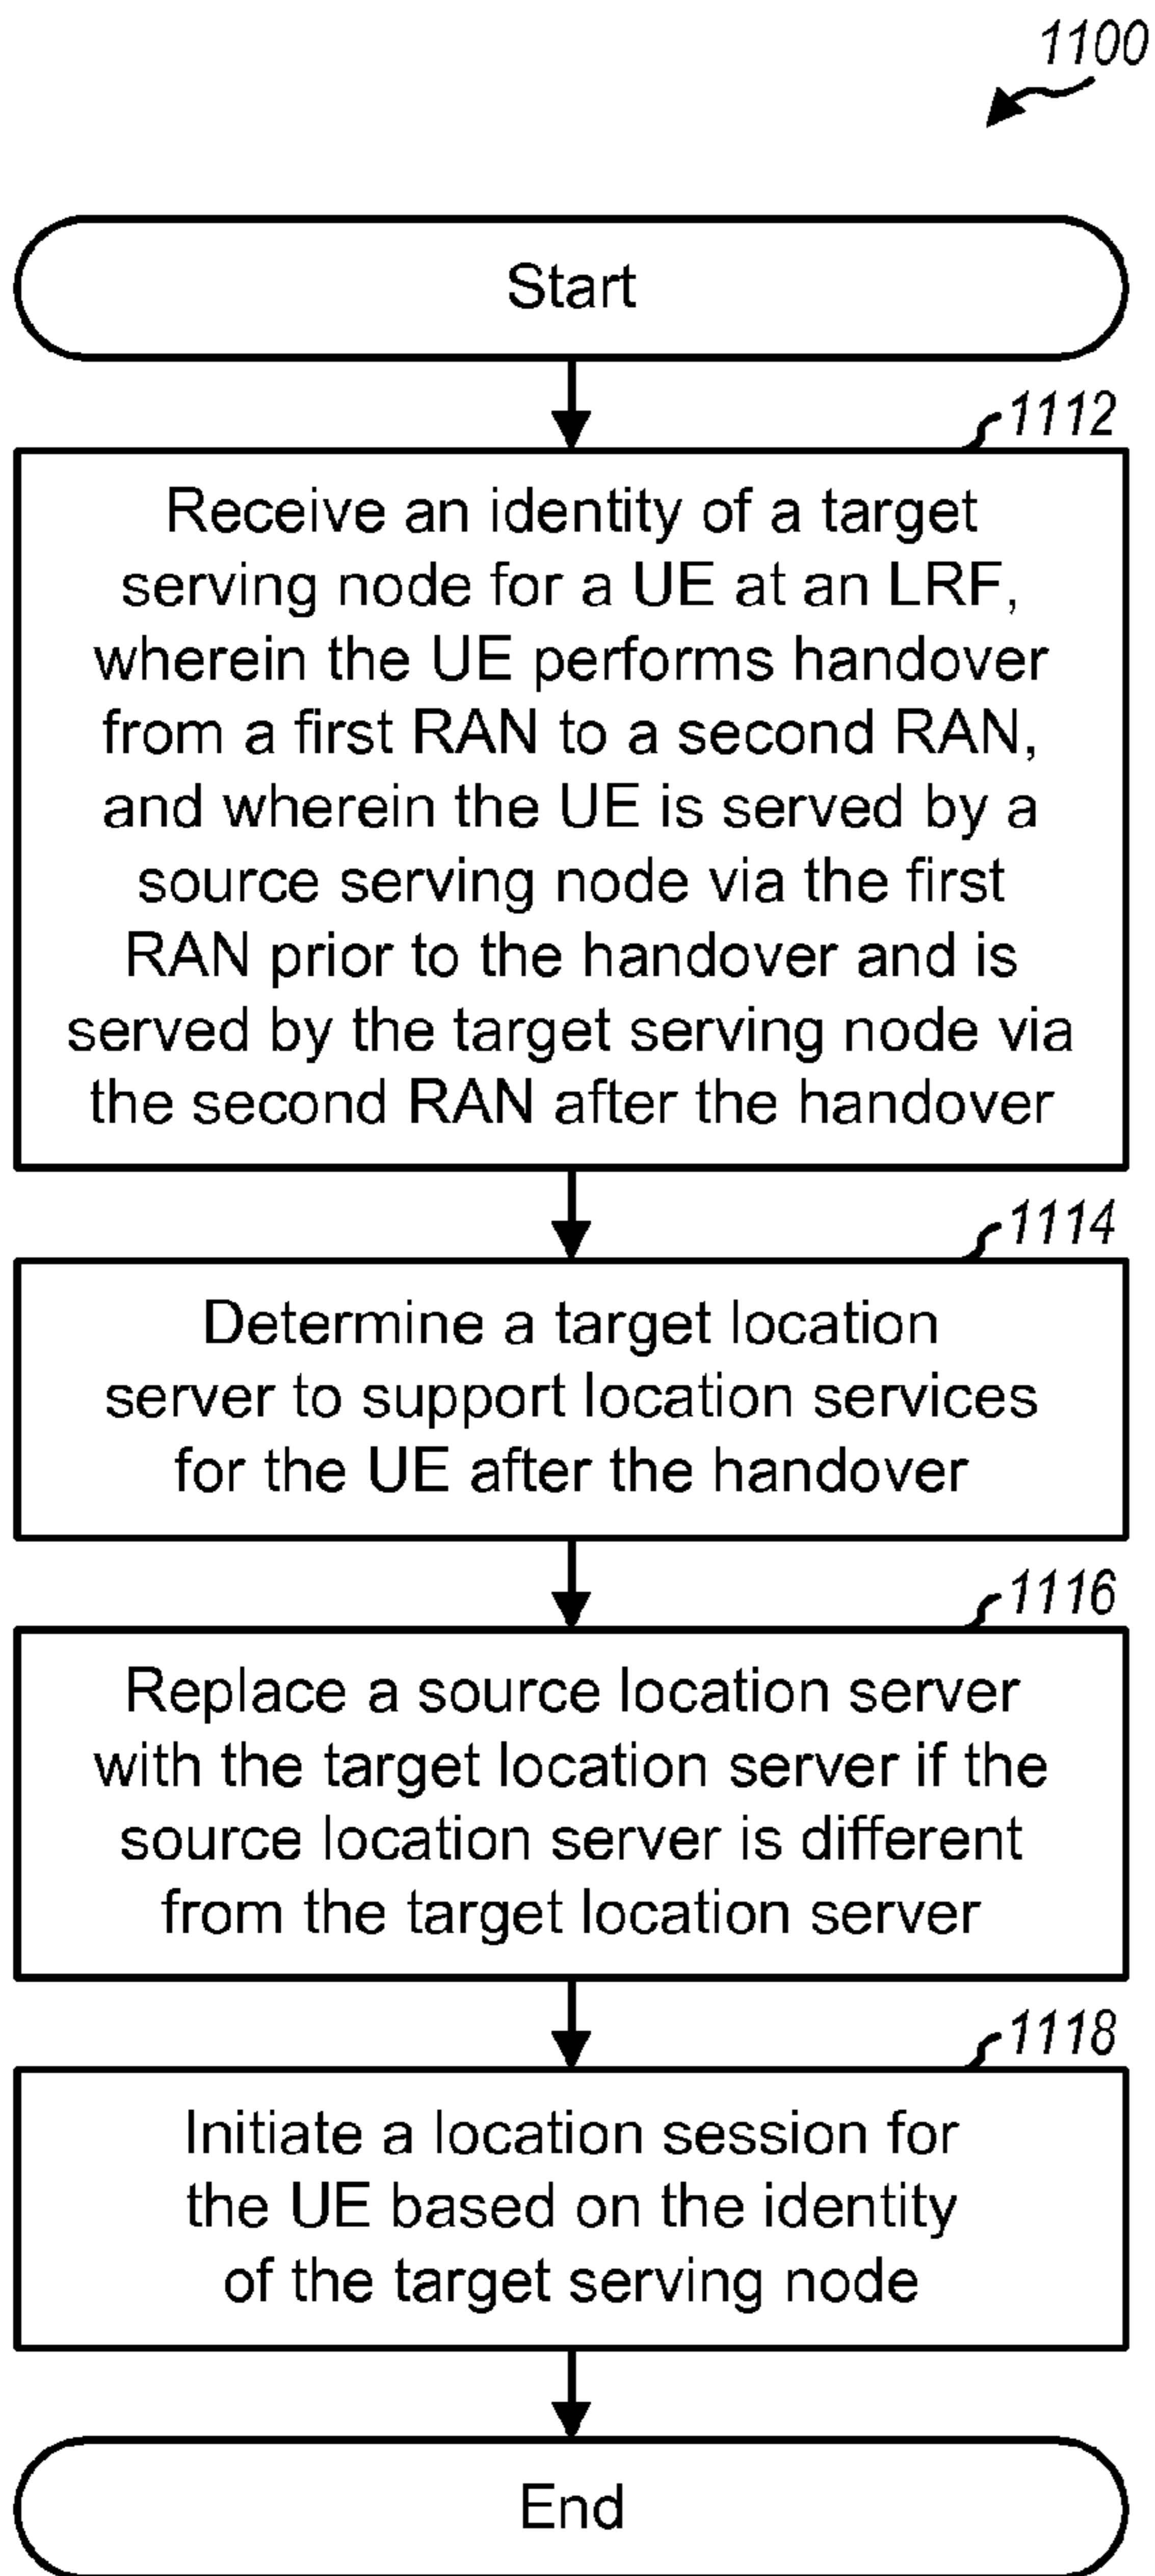 1100
Start
1112
Receive an identity of a target
serving node for a UE at an LRF,
wherein the UE performs handover
from a first RAN to a second RAN,
and wherein the UE is served by a
source serving node via the first
RAN prior to the handover and is
served by the target serving node via
the second RAN after the handover
1114
Determine a target location
server to support location services
for the UE after the handover
1116
Replace a source location server
with the target location server if the
source location server is different
from the target location server
1118
Initiate a location session for
the UE based on the identity
of the target serving node
End